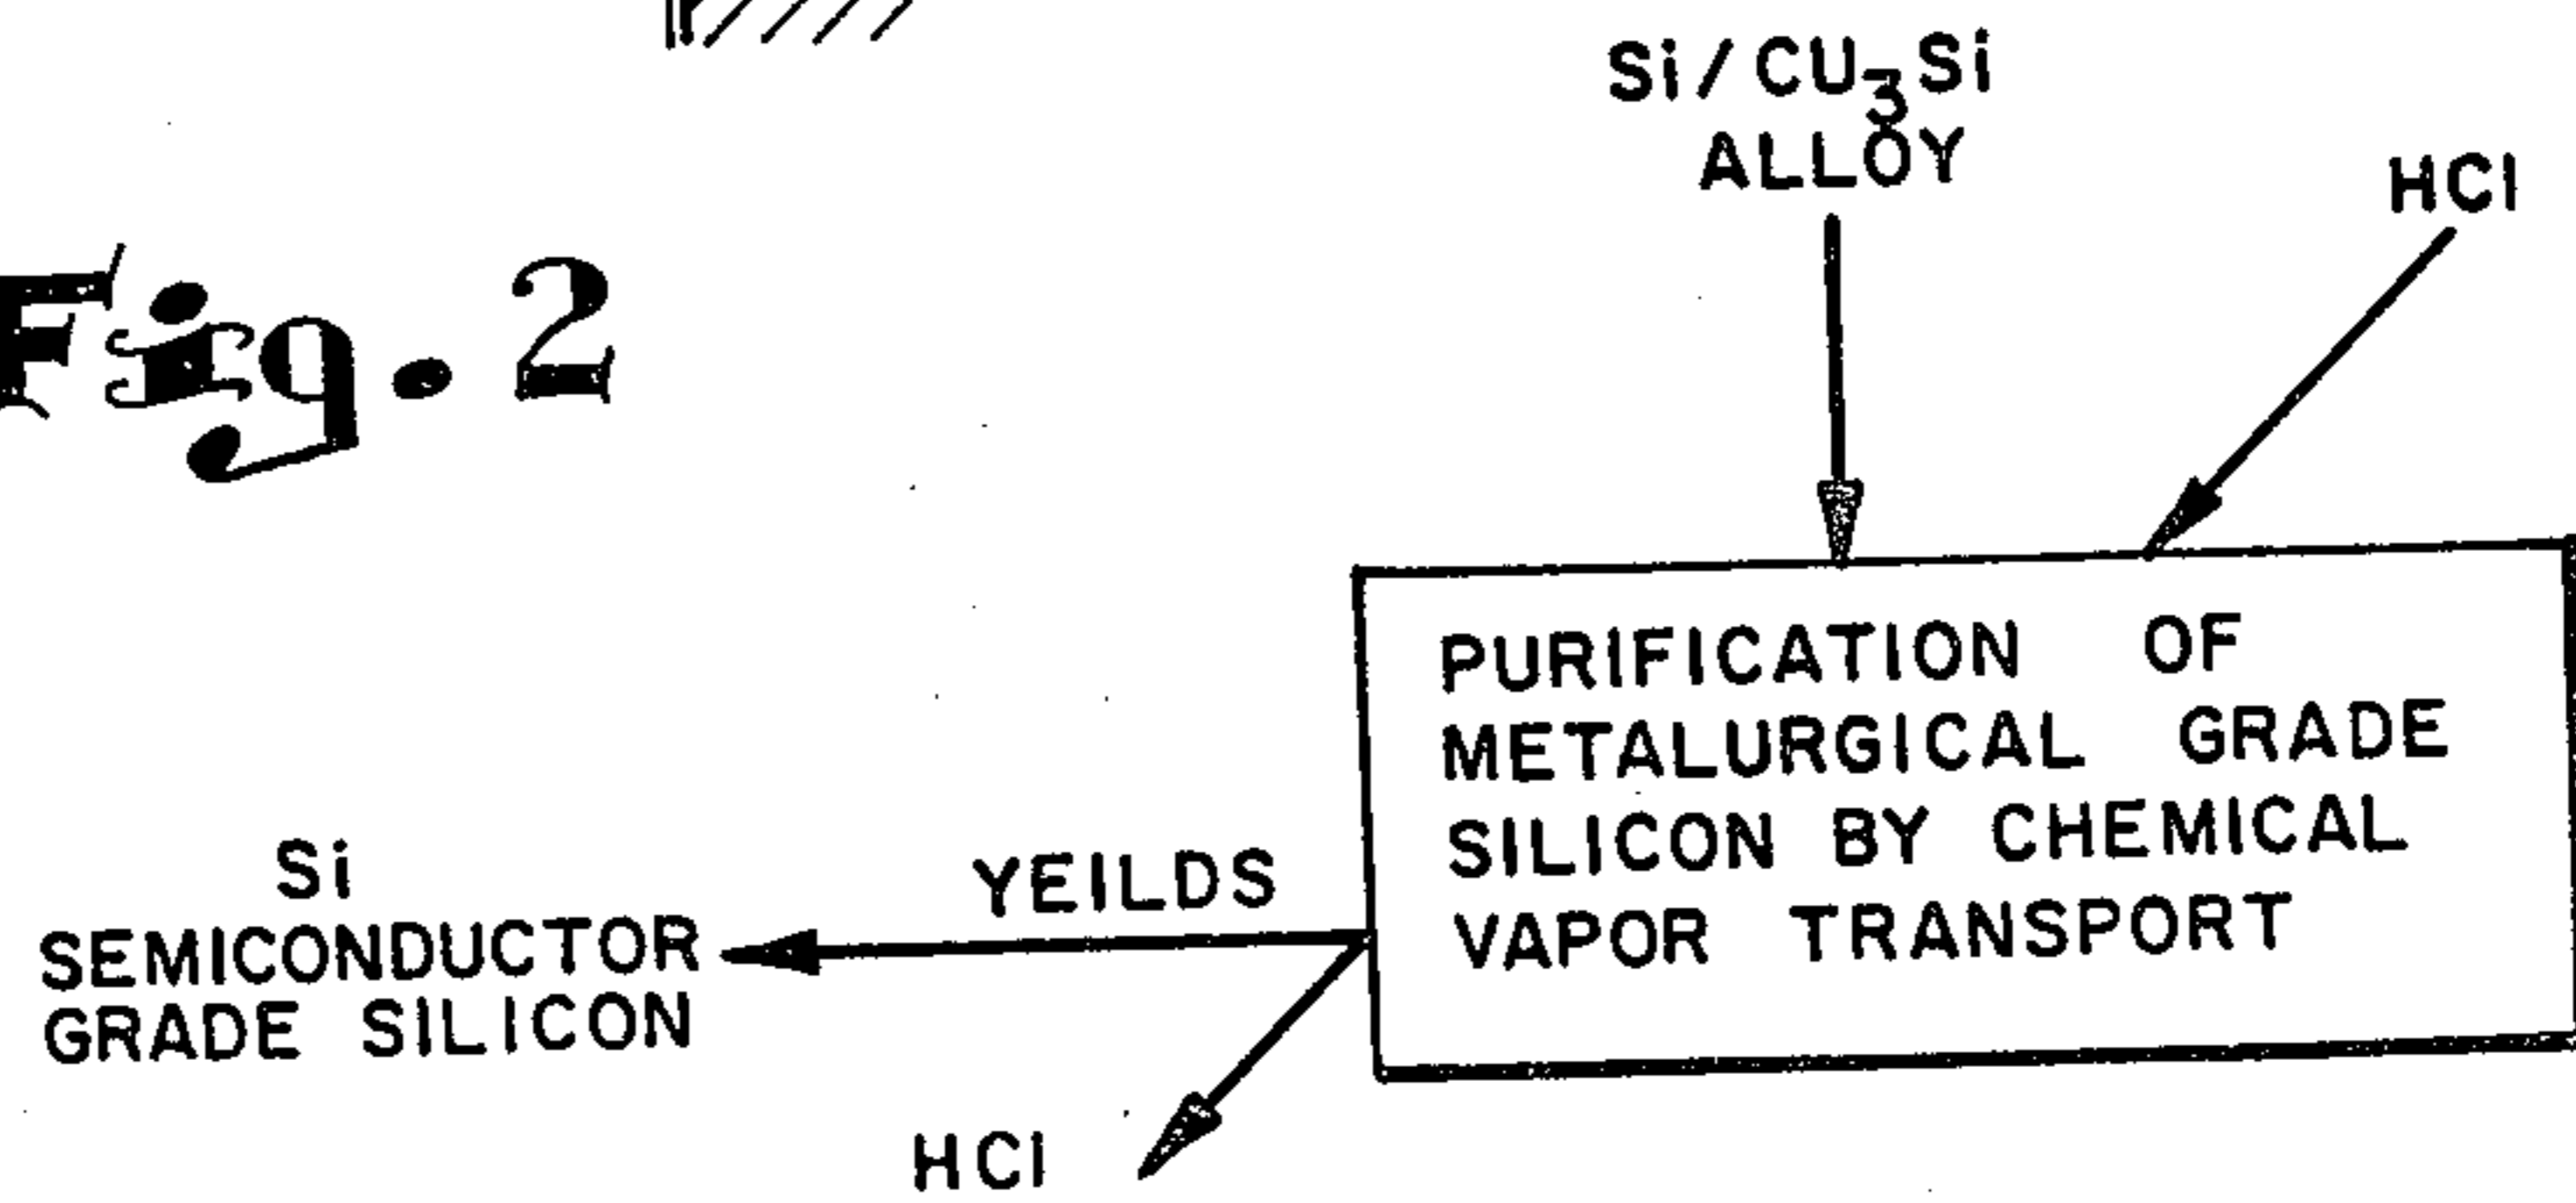 Si/CU₃Si
ALLOY
HCl
Fig. 2
PURIFICATION OF
METALURGICAL GRADE
SILICON BY CHEMICAL
VAPOR TRANSPORT
YEILDS
Si
SEMICONDUCTOR
GRADE SILICON
HCl